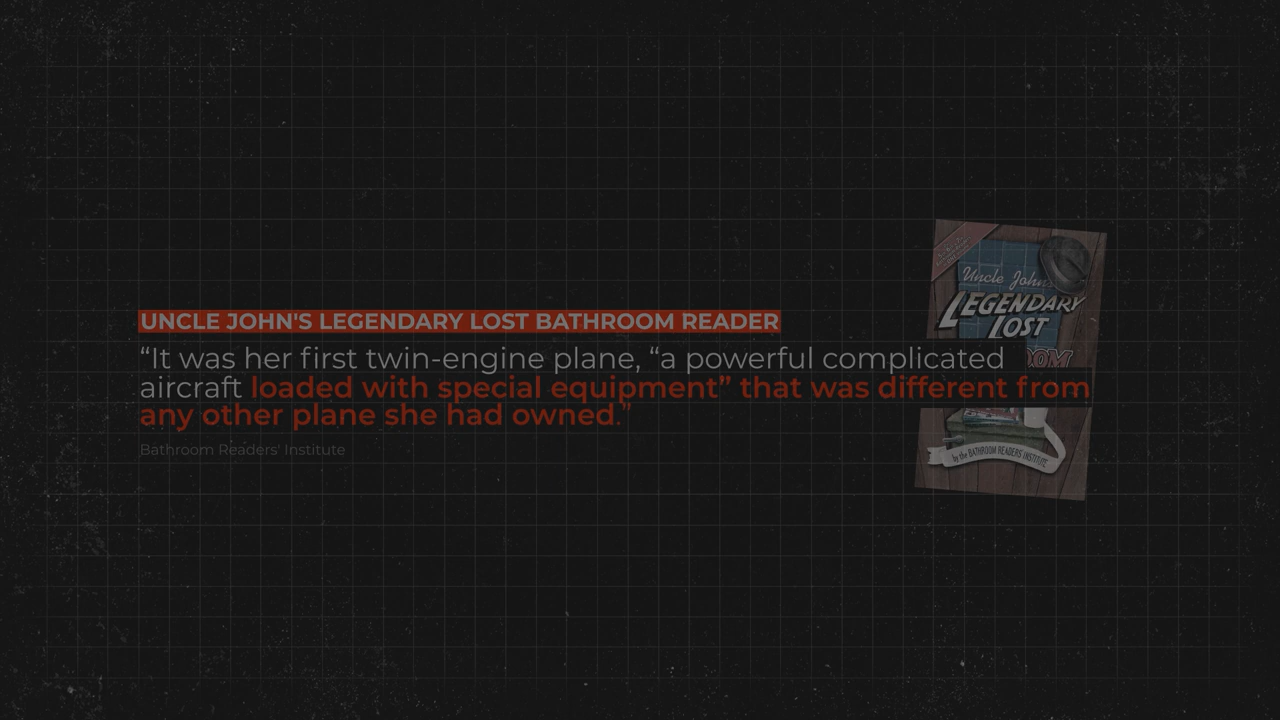 UNCLE JOHN'S LEGENDARY LOST BATHROOM READER
“It was her first twin-engine plane, “a powerful complicated
aircraft loaded with special equipment” that was different from
any other plane she had owned.”
Bathroom Readers' Institute
Uncle John's
LEGENDARY
LOST
by the BATHROOM READERS INSTITUTE